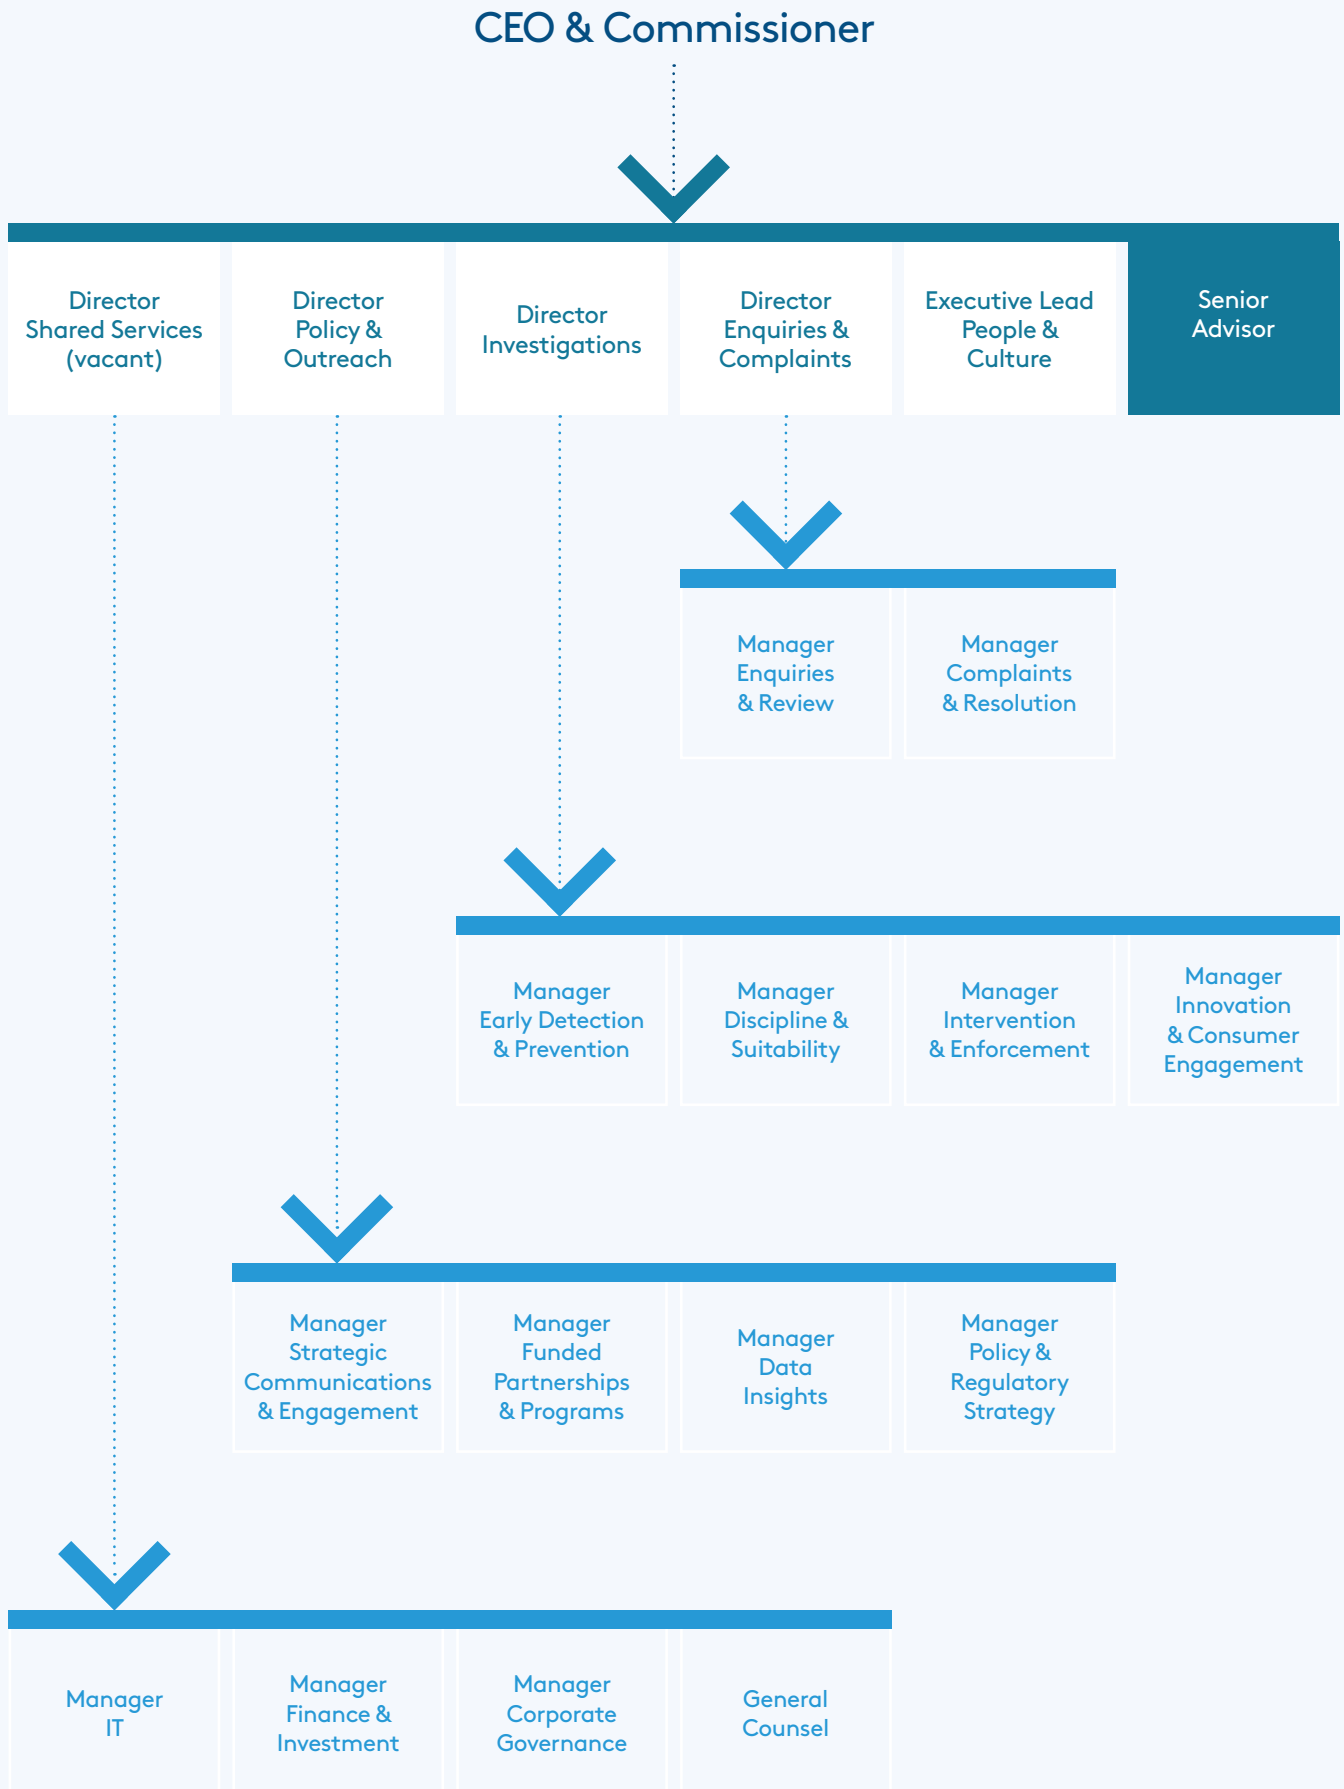 CEO & Commissioner
Director
Shared Services
(vacant)
Director
Policy &
Outreach
Director
Investigations
Director
Enquiries &
Complaints
Executive Lead
People &
Culture
Senior
Advisor
Manager
Enquiries
& Review
Manager
Complaints
& Resolution
Manager
Early Detection
& Prevention
Manager
Discipline &
Suitability
Manager
Intervention
& Enforcement
Manager
Innovation
& Consumer
Engagement
Manager
Strategic
Communications
& Engagement
Manager
Funded
Partnerships
& Programs
Manager
Data
Insights
Manager
Policy &
Regulatory
Strategy
Manager
IT
Manager
Finance &
Investment
Manager
Corporate
Governance
General
Counsel